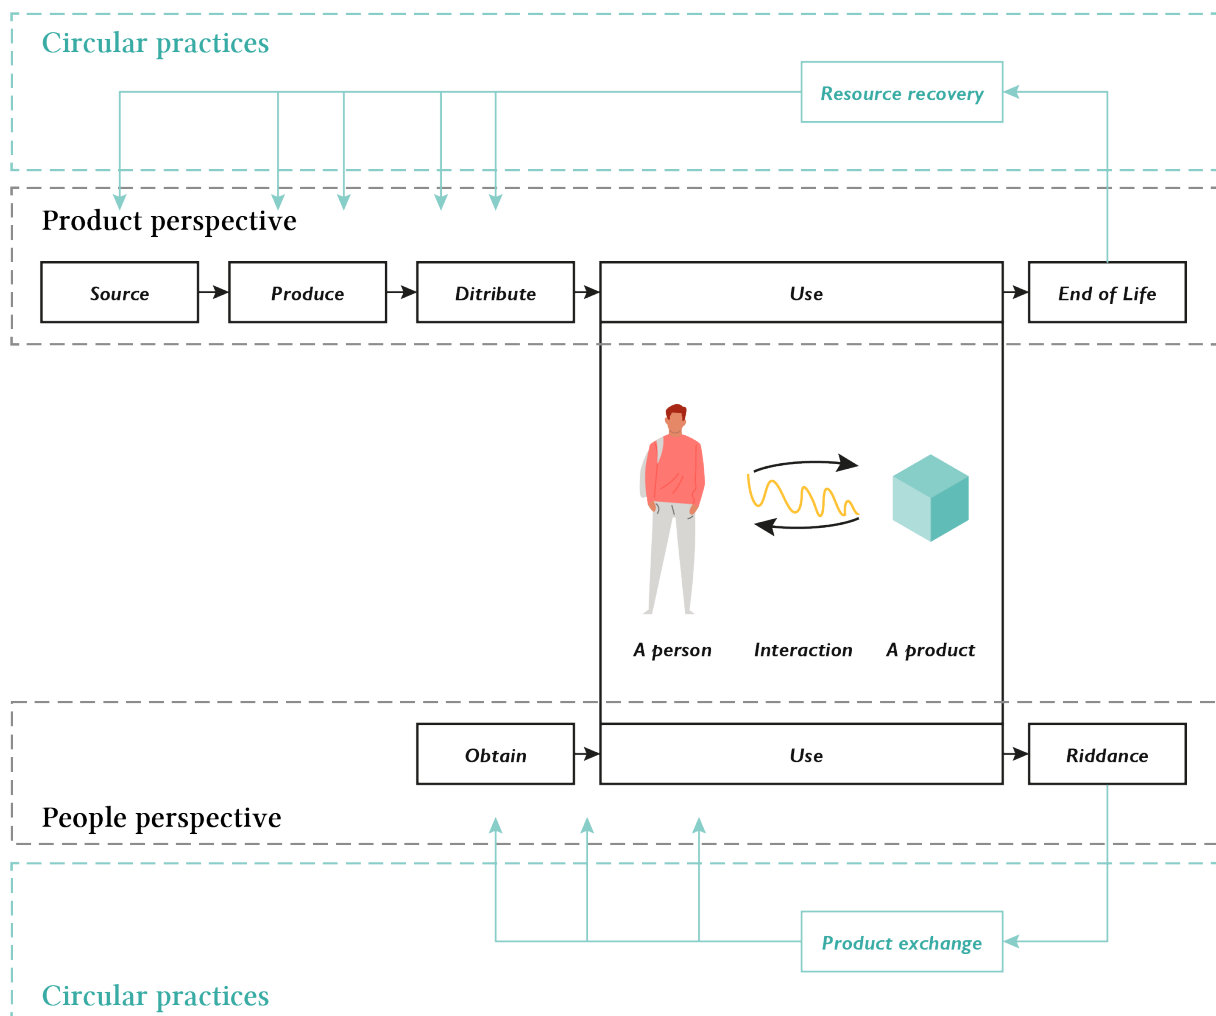 Circular practices
Resource recovery
Product perspective
Source
Produce
Ditribute
Use
End of Life
A person
Interaction
A product
Obtain
Use
Riddance
People perspective
Product exchange
Circular practices